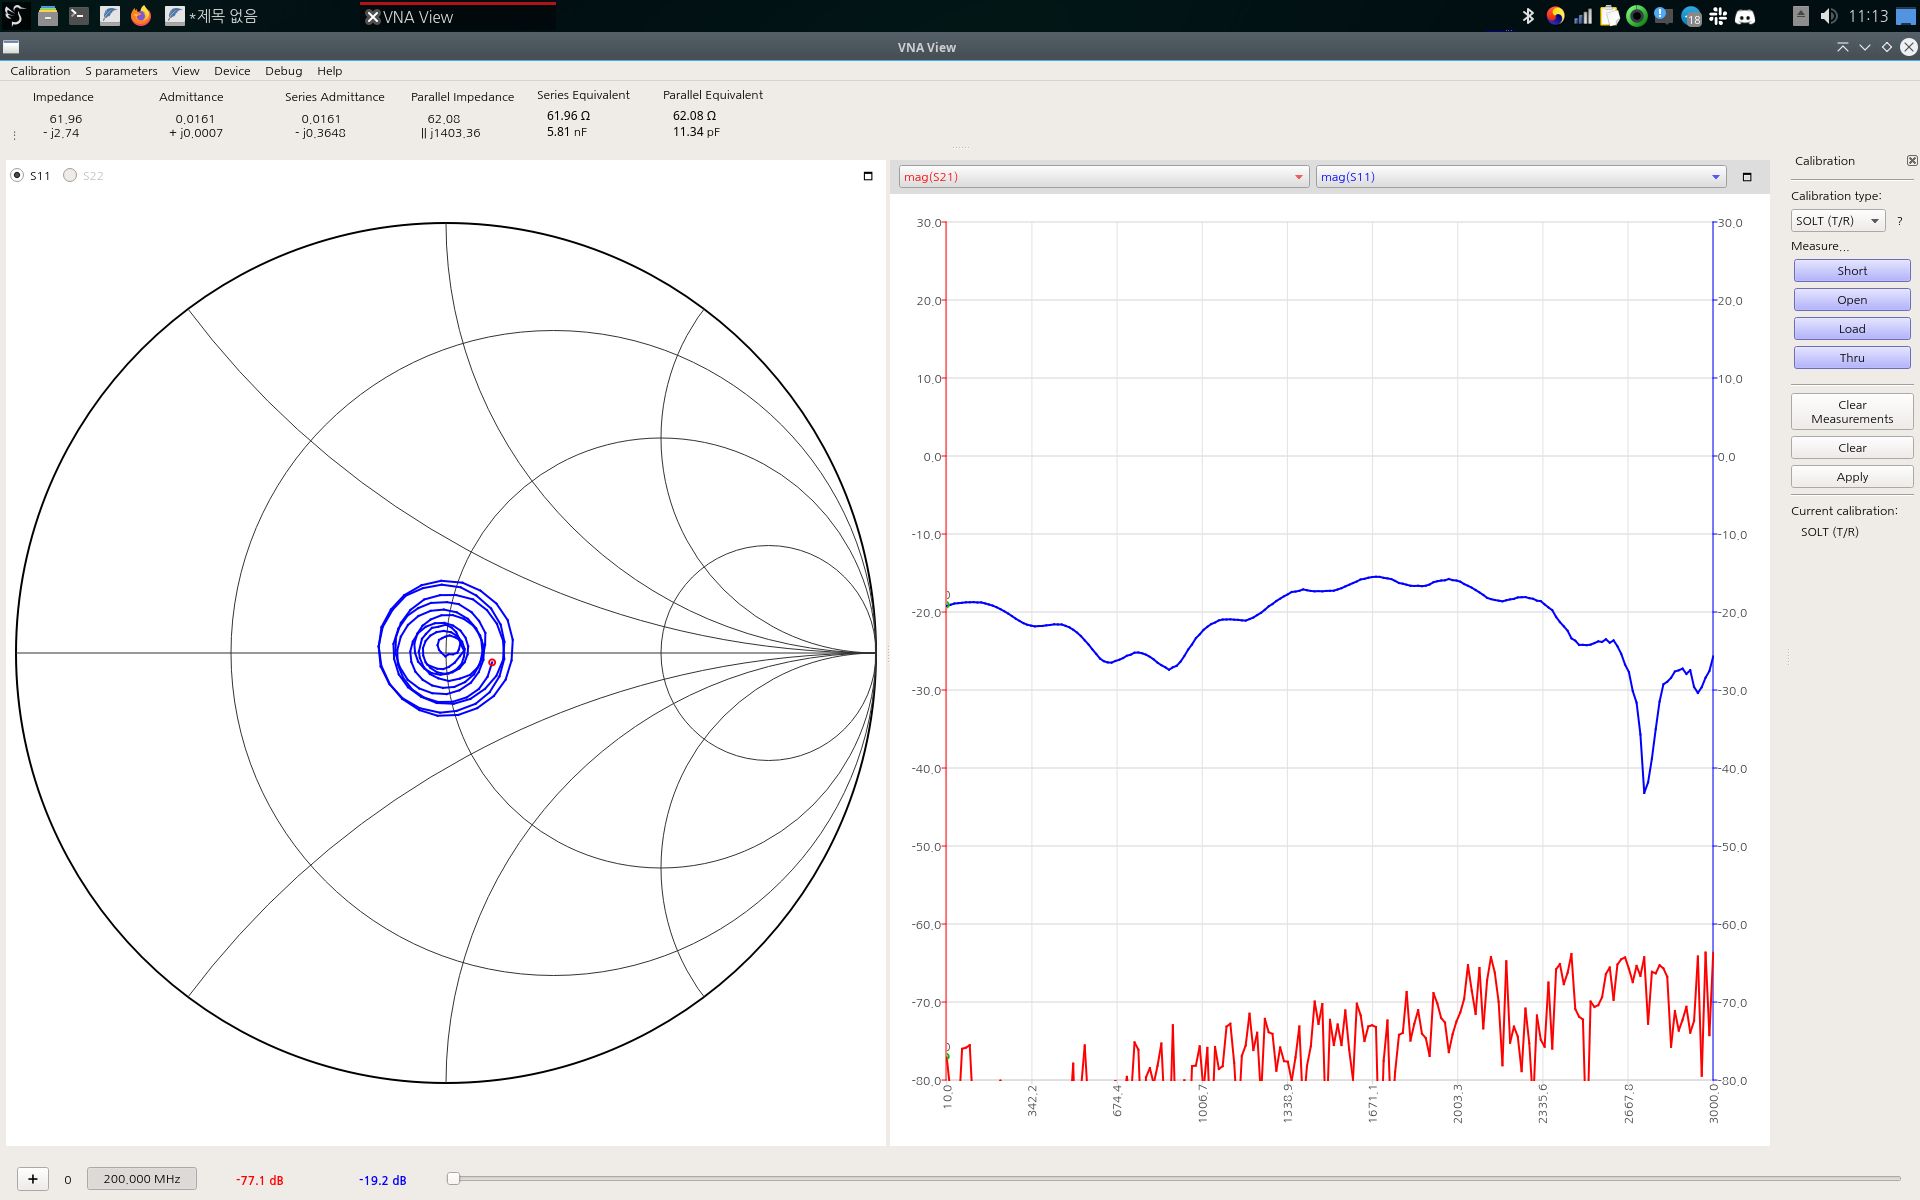 *제목 없음
VNA View
18
11:13
VNA View
Calibration S parameters View Device Debug Help
Impedance Admittance Series Admittance Parallel Impedance Series Equivalent Parallel Equivalent
61.96 0.0161 0.0161 62.08 61.96 Ω 62.08 Ω
- j2.74 + j0.0007 - j0.3648 || j1403.36 5.81 nF 11.34 pF
S11 S22
mag(S21) mag(S11)
30.0 30.0
20.0 20.0
10.0 10.0
0.0 0.0
-10.0 -10.0
-20.0 -20.0
-30.0 -30.0
-40.0 -40.0
-50.0 -50.0
-60.0 -60.0
-70.0 -70.0
-80.0 -80.0
10.0 342.2 674.4 1006.7 1338.9 1671.1 2003.3 2335.6 2667.8 3000.0
Calibration
Calibration type:
SOLT (T/R) ?
Measure...
Short
Open
Load
Thru
Clear
Measurements
Clear
Apply
Current calibration:
SOLT (T/R)
+ 0 200.000 MHz -77.1 dB -19.2 dB